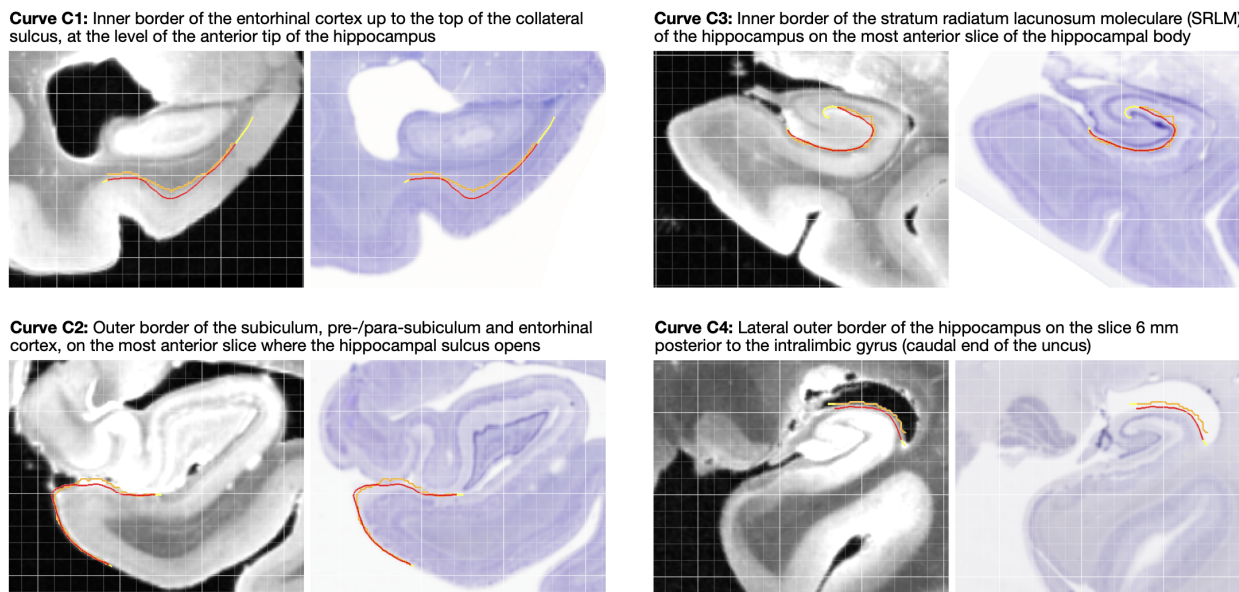 Curve C1: Inner border of the entorhinal cortex up to the top of the collateral
sulcus, at the level of the anterior tip of the hippocampus
Curve C3: Inner border of the stratum radiatum lacunosum moleculare (SRLM)
of the hippocampus on the most anterior slice of the hippocampal body
Curve C2: Outer border of the subiculum, pre-/para-subiculum and entorhinal
cortex, on the most anterior slice where the hippocampal sulcus opens
Curve C4: Lateral outer border of the hippocampus on the slice 6 mm
posterior to the intralimbic gyrus (caudal end of the uncus)